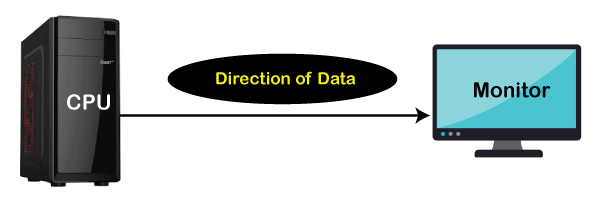 Direction of Data
CPU
Monitor